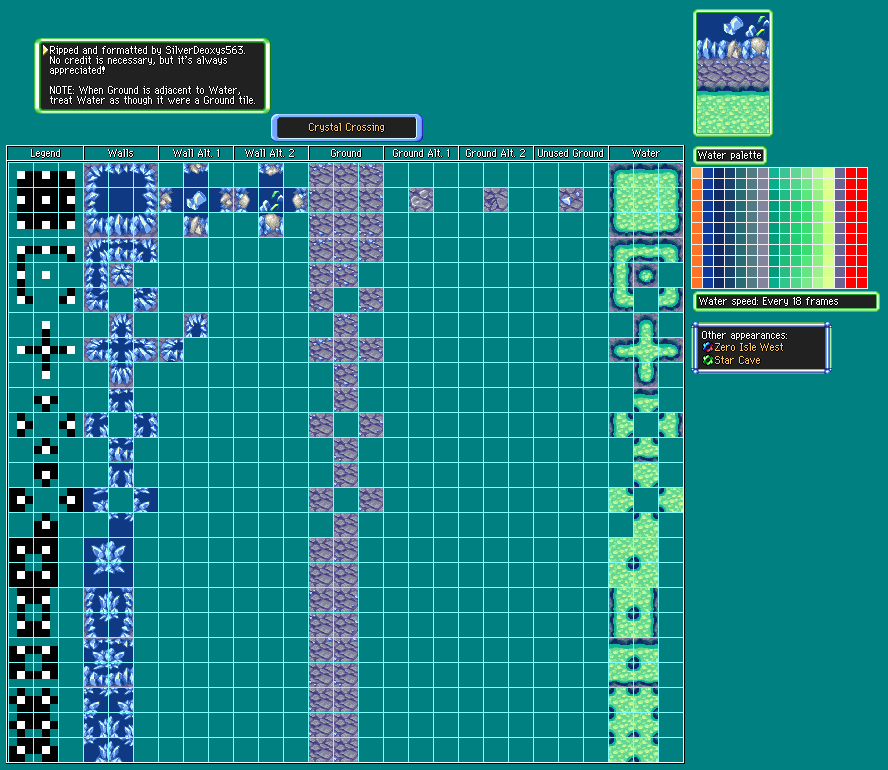 Ripped and formatted by SilverDeoxys563.
No credit is necessary, but it's always
appreciated!
NOTE: When Ground is adjacent to Water,
treat Water as though it were a Ground tile.
Crystal Crossing
Legend Walls Wall Alt. 1 Wall Alt. 2 Ground Ground Alt. 1 Ground Alt. 2 Unused Ground Water
Water palette
Water speed: Every 18 frames
Other appearances:
Zero Isle West
Star Cave